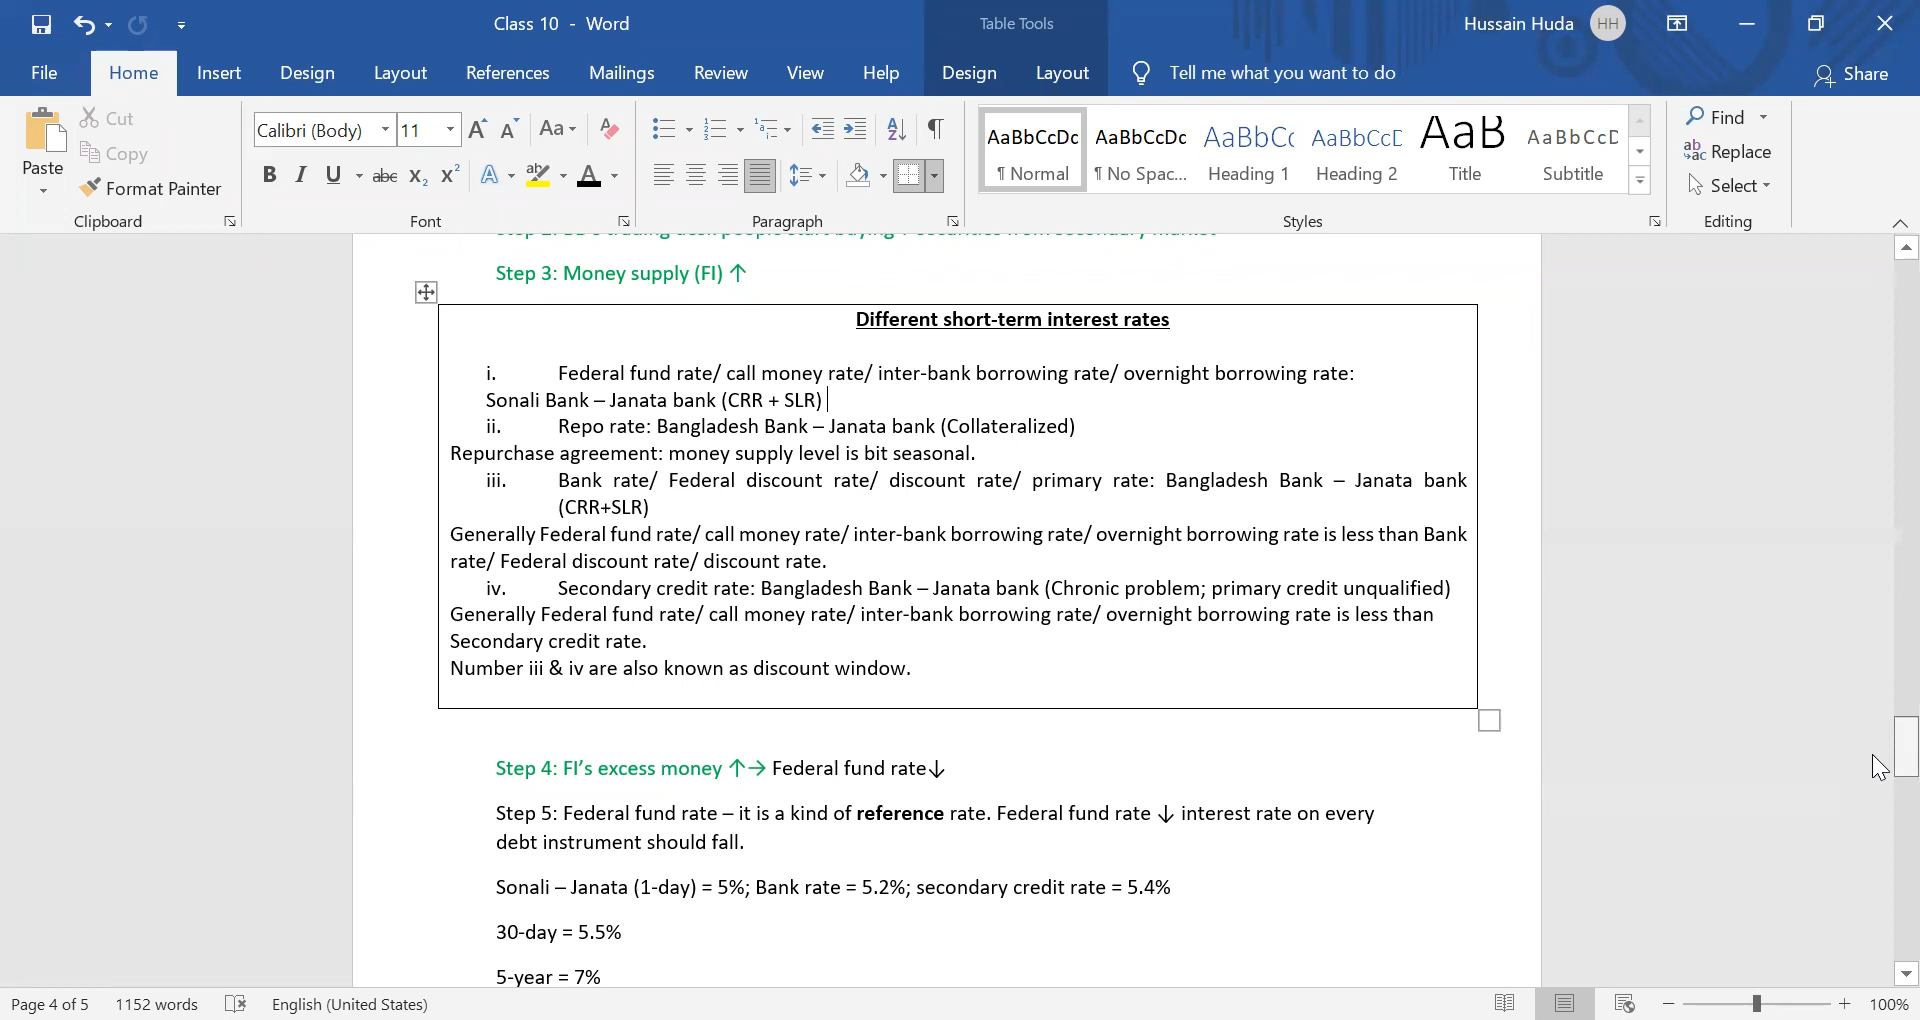 Class 10 - Word
Table Tools
Hussain Huda HH
File Home Insert Design Layout References Mailings Review View Help Design Layout Tell me what you want to do Share
Paste
Cut
Copy
Format Painter
Clipboard
Calibri (Body) 11
Font
Paragraph
AaBbCcDc AaBbCcDc AaBbCc AaBbCcE AaB AaBbCcD
¶ Normal ¶ No Spac... Heading 1 Heading 2 Title Subtitle
Styles
Find
Replace
Select
Editing
Step 3: Money supply (FI) ↑
Different short-term interest rates
i. Federal fund rate/ call money rate/ inter-bank borrowing rate/ overnight borrowing rate:
Sonali Bank – Janata bank (CRR + SLR)
ii. Repo rate: Bangladesh Bank – Janata bank (Collateralized)
Repurchase agreement: money supply level is bit seasonal.
iii. Bank rate/ Federal discount rate/ discount rate/ primary rate: Bangladesh Bank – Janata bank
(CRR+SLR)
Generally Federal fund rate/ call money rate/ inter-bank borrowing rate/ overnight borrowing rate is less than Bank
rate/ Federal discount rate/ discount rate.
iv. Secondary credit rate: Bangladesh Bank – Janata bank (Chronic problem; primary credit unqualified)
Generally Federal fund rate/ call money rate/ inter-bank borrowing rate/ overnight borrowing rate is less than
Secondary credit rate.
Number iii & iv are also known as discount window.
Step 4: FI's excess money ↑→ Federal fund rate↓
Step 5: Federal fund rate – it is a kind of reference rate. Federal fund rate ↓ interest rate on every
debt instrument should fall.
Sonali – Janata (1-day) = 5%; Bank rate = 5.2%; secondary credit rate = 5.4%
30-day = 5.5%
5-year = 7%
Page 4 of 5 1152 words English (United States) 100%